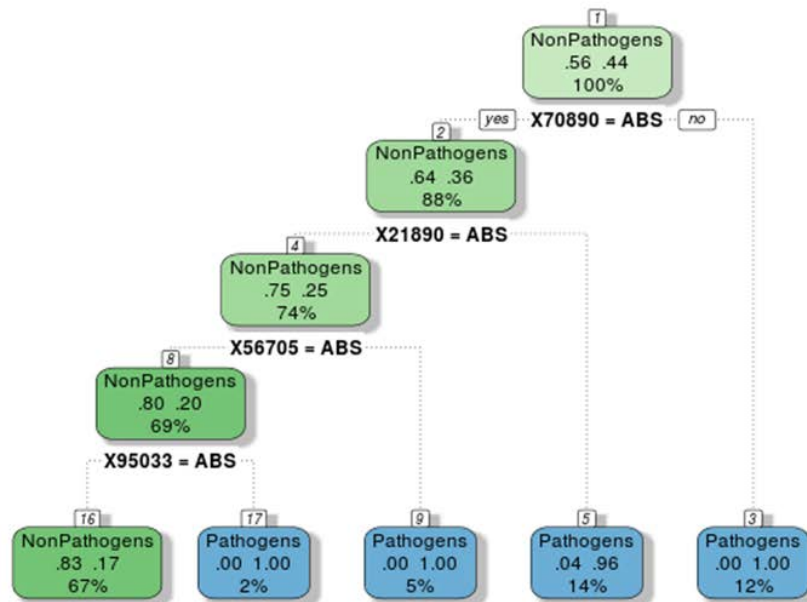 1
NonPathogens
.56 .44
100%
yes X70890 = ABS no
2
NonPathogens
.64 .36
88%
X21890 = ABS
4
NonPathogens
.75 .25
74%
X56705 = ABS
8
NonPathogens
.80 .20
69%
X95033 = ABS
16
NonPathogens
.83 .17
67%
17
Pathogens
.00 1.00
2%
9
Pathogens
.00 1.00
5%
5
Pathogens
.04 .96
14%
3
Pathogens
.00 1.00
12%